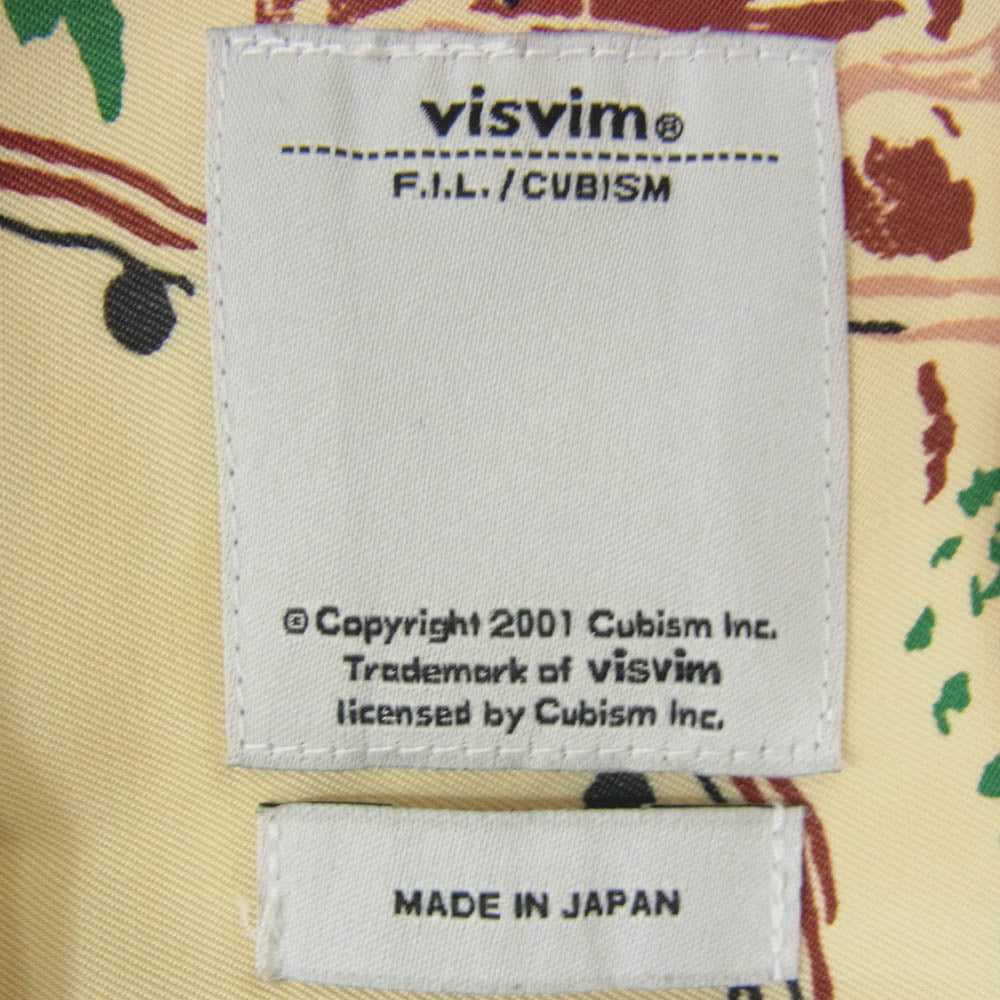 visvim®
F.I.L./CUBISM
© Copyright 2001 Cubism Inc.
Trademark of visvim
licensed by Cubism Inc.
MADE IN JAPAN